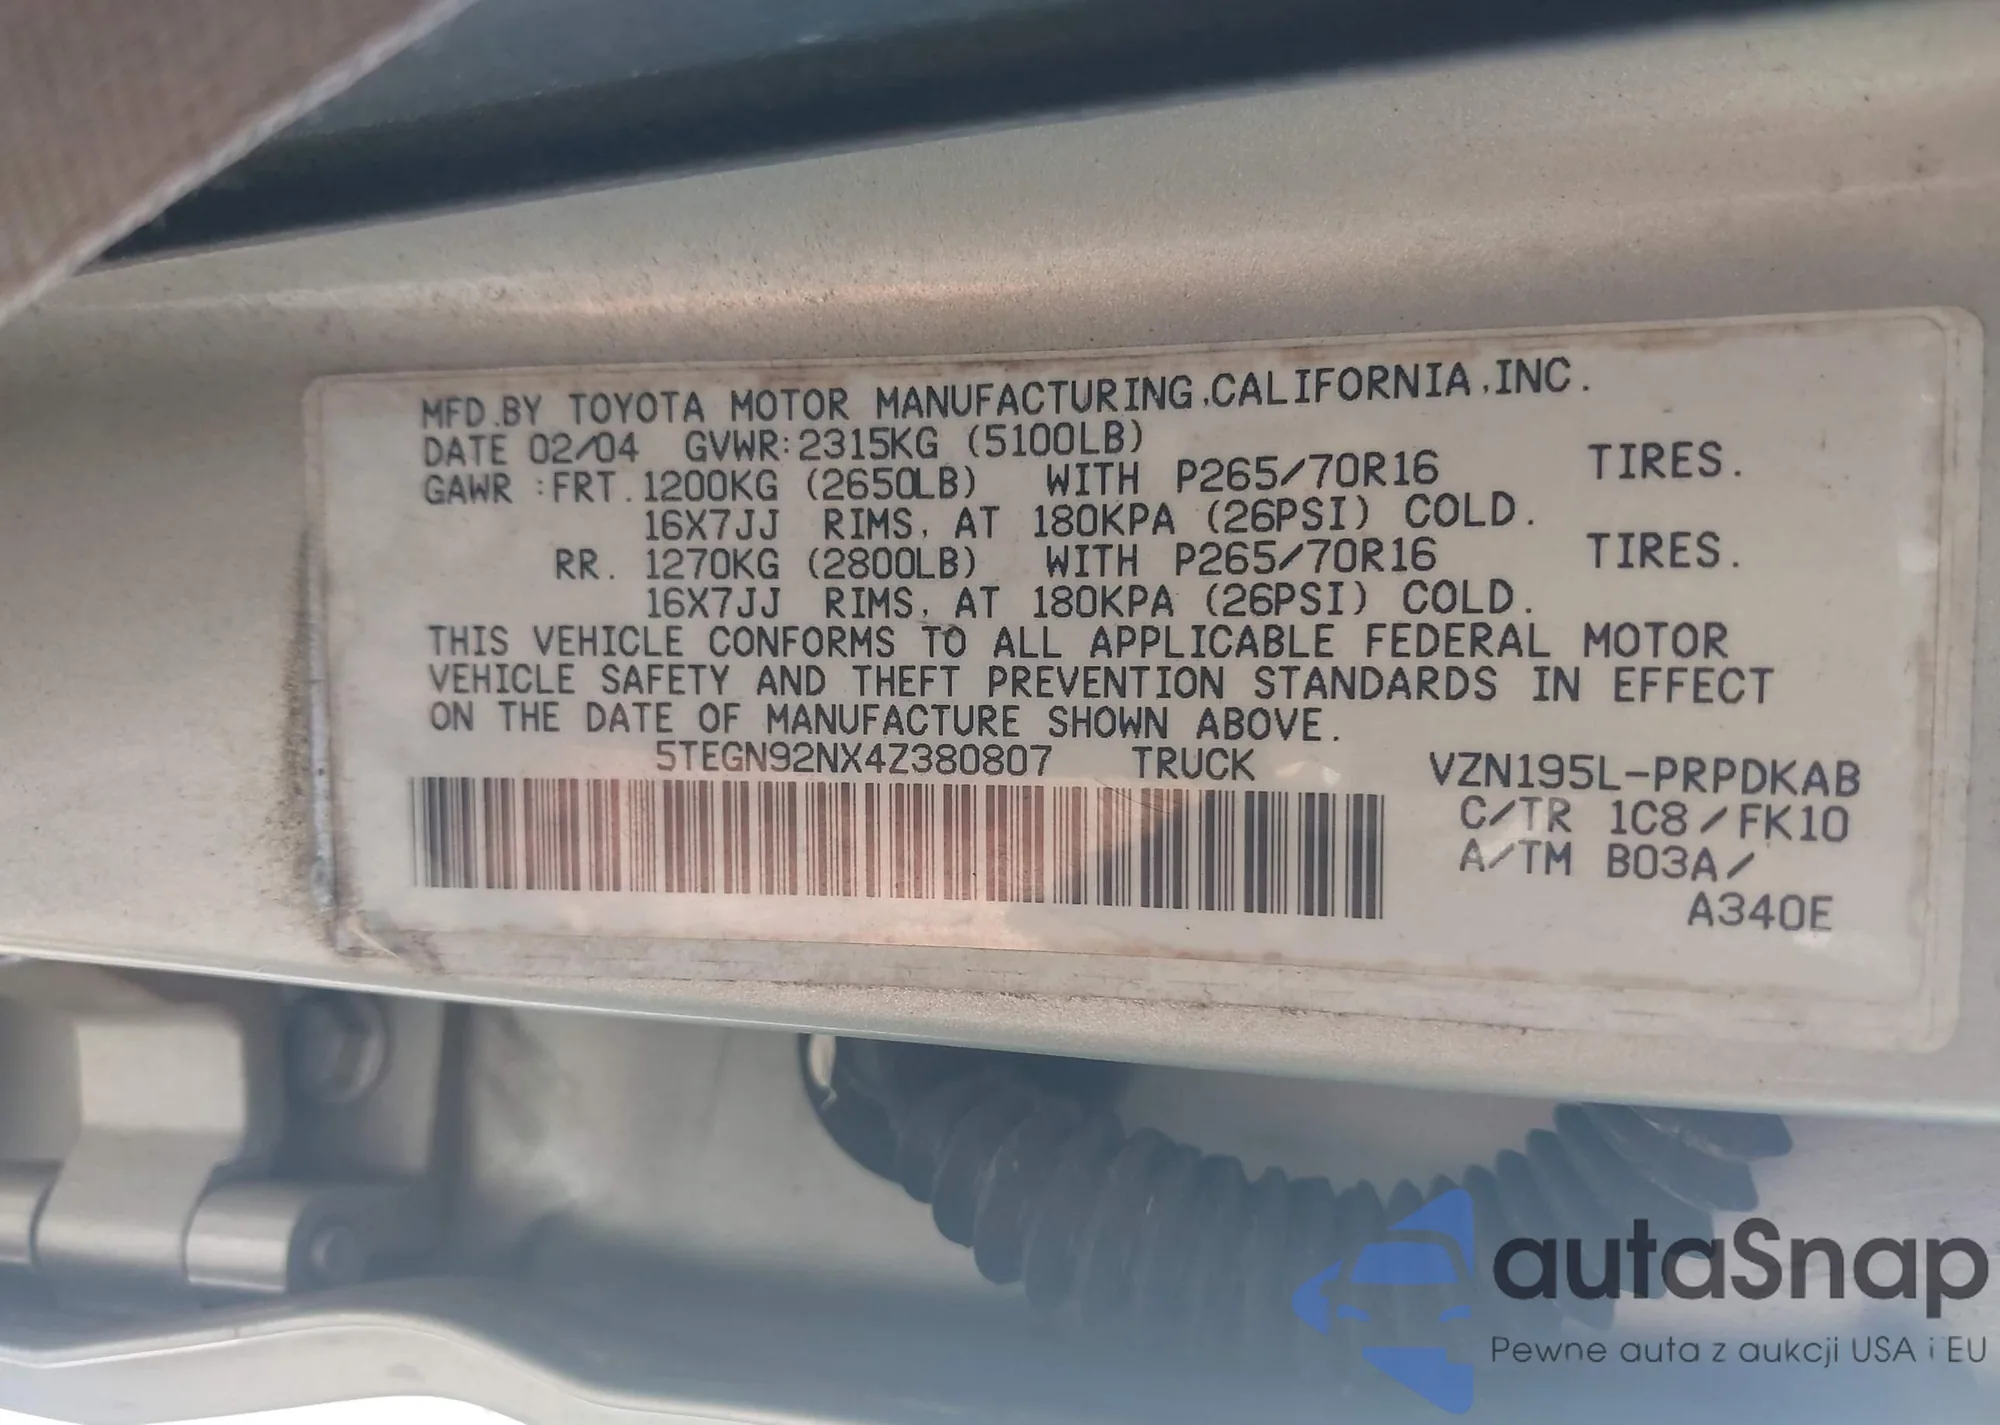 MFD.BY TOYOTA MOTOR MANUFACTURING,CALIFORNIA,INC.
DATE 02/04 GVWR:2315KG (5100LB)
GAWR :FRT.1200KG (2650LB) WITH P265/70R16 TIRES.
16X7JJ RIMS, AT 180KPA (26PSI) COLD.
RR. 1270KG (2800LB) WITH P265/70R16 TIRES.
16X7JJ RIMS, AT 180KPA (26PSI) COLD.
THIS VEHICLE CONFORMS TO ALL APPLICABLE FEDERAL MOTOR
VEHICLE SAFETY AND THEFT PREVENTION STANDARDS IN EFFECT
ON THE DATE OF MANUFACTURE SHOWN ABOVE.
5TEGN92NX4Z380807 TRUCK VZN195L-PRPDKAB
C/TR 1C8/FK10
A/TM B03A/
A340E
autaSnap
Pewne auta z aukcji USA i EU